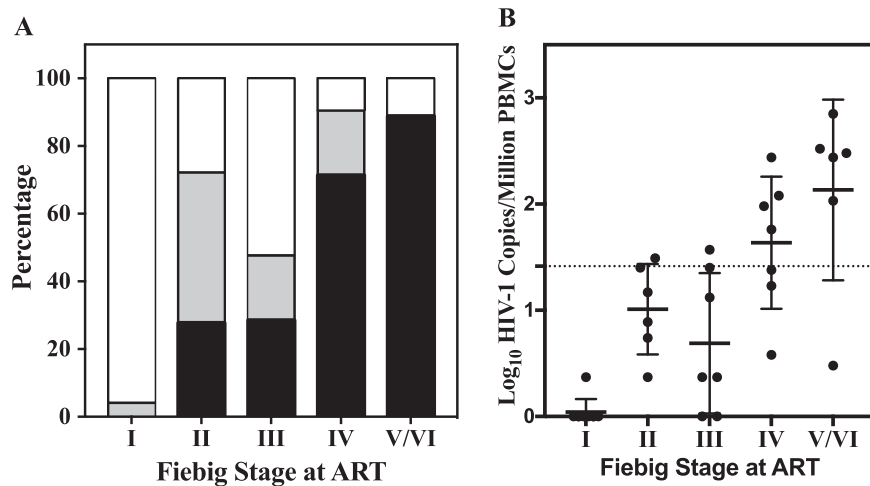 A
Percentage
100
80
60
40
20
0
I II III IV V/VI
Fiebig Stage at ART
B
Log10 HIV-1 Copies/Million PBMCs
3
2
1
0
I II III IV V/VI
Fiebig Stage at ART